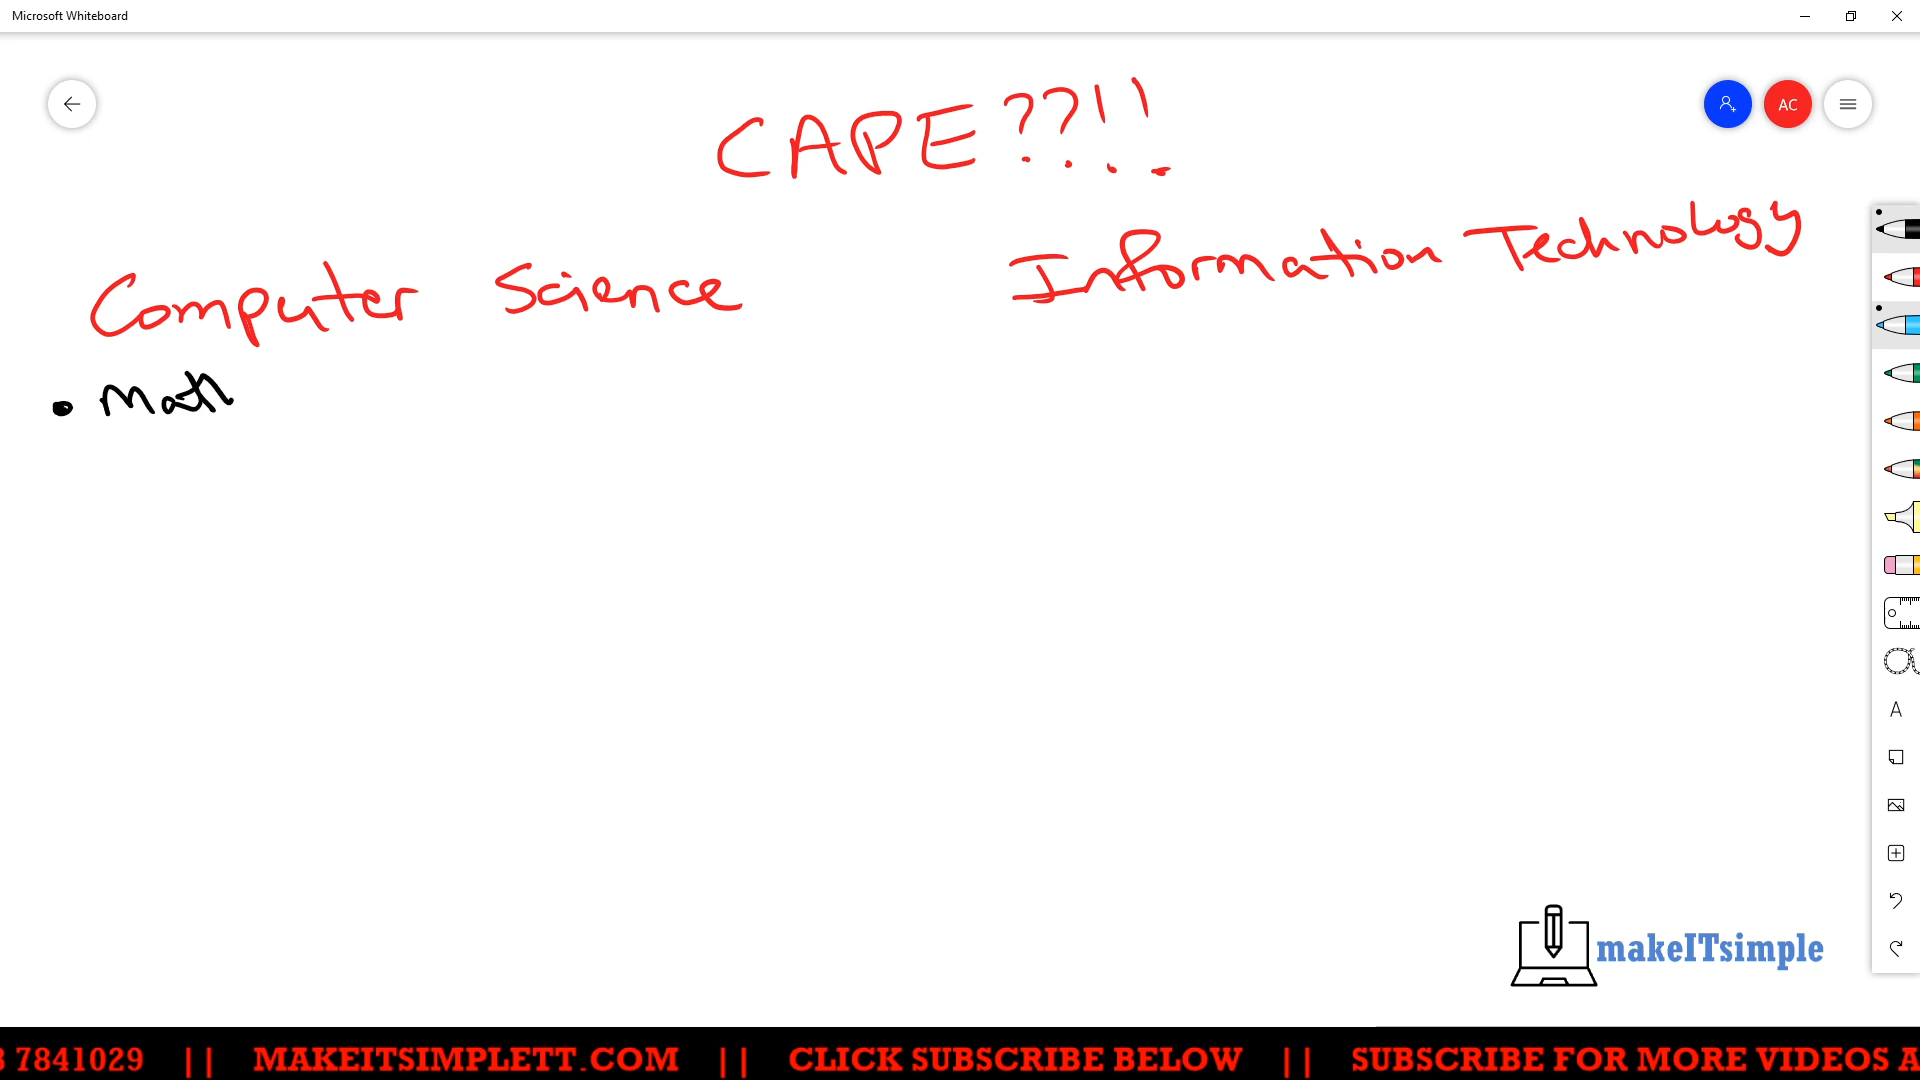 Microsoft Whiteboard
CAPE??!!
AC
Computer Science
Information Technology
• Math
A
makeITsimple
7841029 || MAKEITSIMPLETT.COM || CLICK SUBSCRIBE BELOW || SUBSCRIBE FOR MORE VIDEOS A